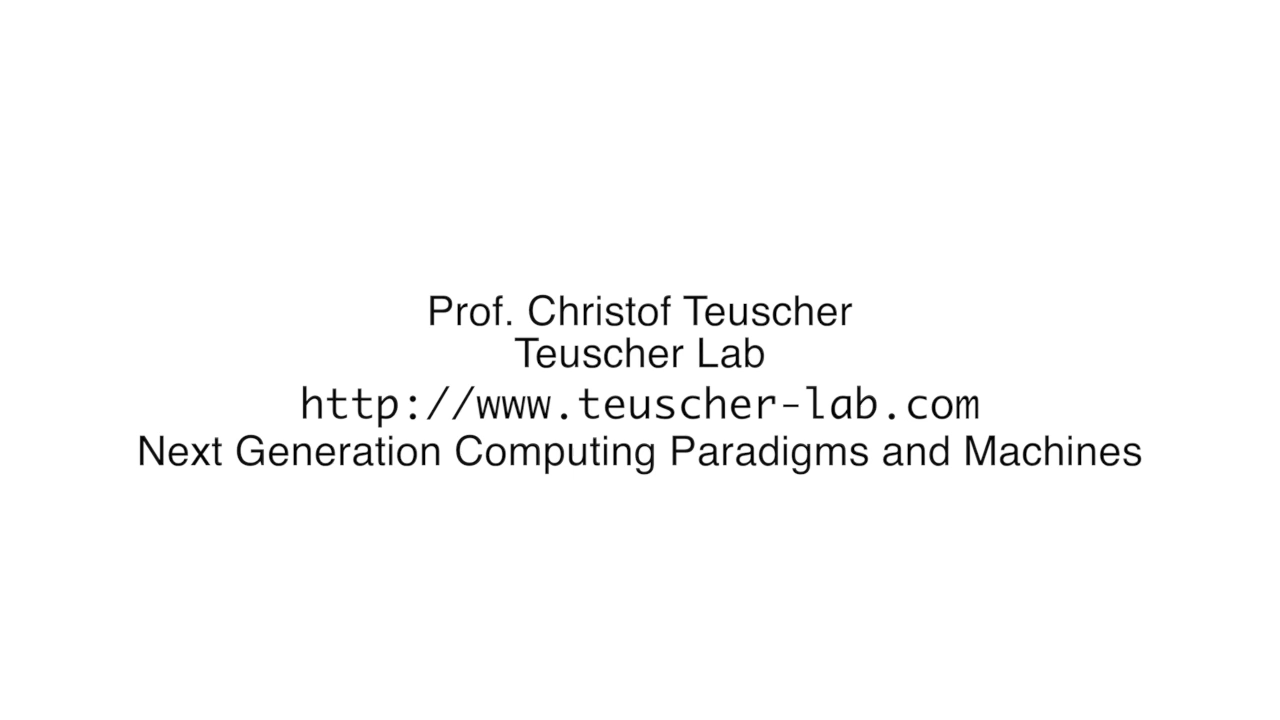 Prof. Christof Teuscher
Teuscher Lab
http://www.teuscher-lab.com
Next Generation Computing Paradigms and Machines